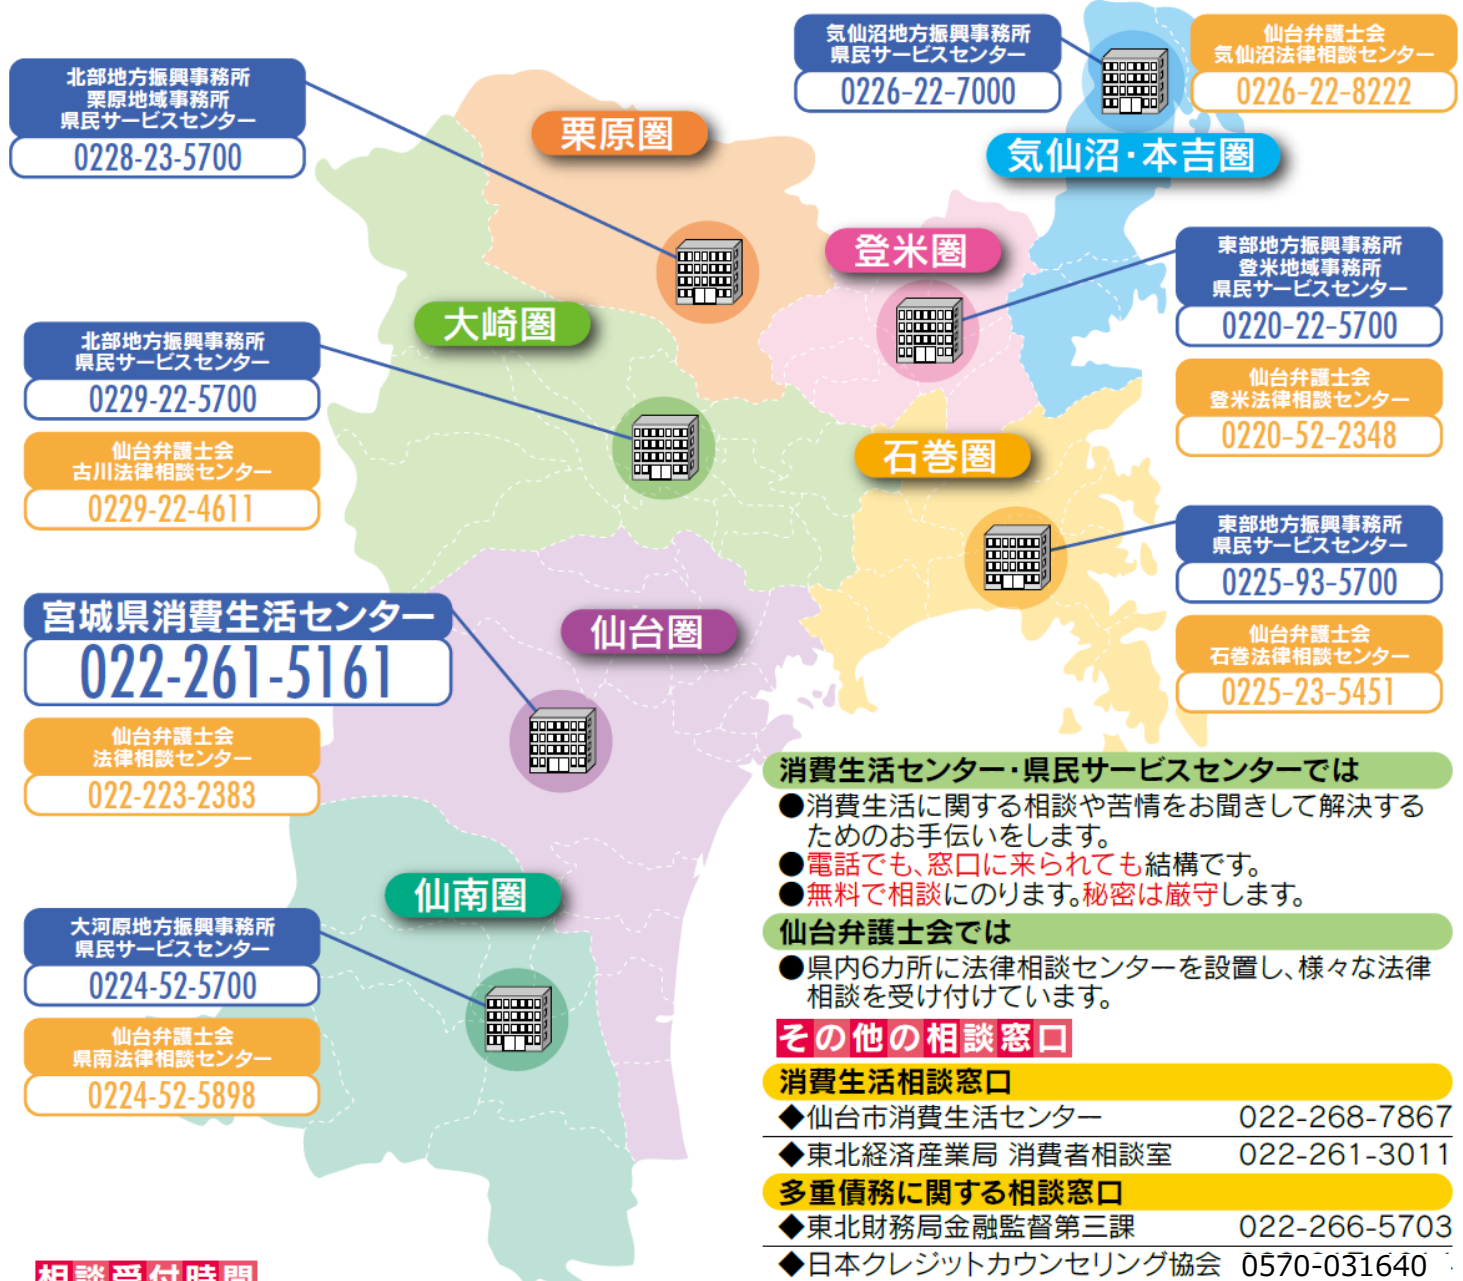 気仙沼地方振興事務所
県民サービスセンター
0226-22-7000
仙台弁護士会
気仙沼法律相談センター
0226-22-8222
北部地方振興事務所
栗原地域事務所
県民サービスセンター
0228-23-5700
栗原圏
気仙沼・本吉圏
登米圏
東部地方振興事務所
登米地域事務所
県民サービスセンター
0220-22-5700
大崎圏
北部地方振興事務所
県民サービスセンター
0229-22-5700
仙台弁護士会
登米法律相談センター
0220-52-2348
仙台弁護士会
古川法律相談センター
0229-22-4611
石巻圏
東部地方振興事務所
県民サービスセンター
0225-93-5700
宮城県消費生活センター
022-261-5161
仙台圏
仙台弁護士会
石巻法律相談センター
0225-23-5451
仙台弁護士会
法律相談センター
022-223-2383
仙南圏
大河原地方振興事務所
県民サービスセンター
0224-52-5700
仙台弁護士会
県南法律相談センター
0224-52-5898
消費生活センター・県民サービスセンターでは
●消費生活に関する相談や苦情をお聞きして解決する
ためのお手伝いをします。
●電話でも、窓口に来られても結構です。
●無料で相談にのります。秘密は厳守します。
仙台弁護士会では
●県内6カ所に法律相談センターを設置し、様々な法律
相談を受け付けています。
その他の相談窓口
消費生活相談窓口
◆仙台市消費生活センター 022-268-7867
◆東北経済産業局 消費者相談室 022-261-3011
多重債務に関する相談窓口
◆東北財務局金融監督第三課 022-266-5703
◆日本クレジットカウンセリング協会 0570-031640
相談受付時間